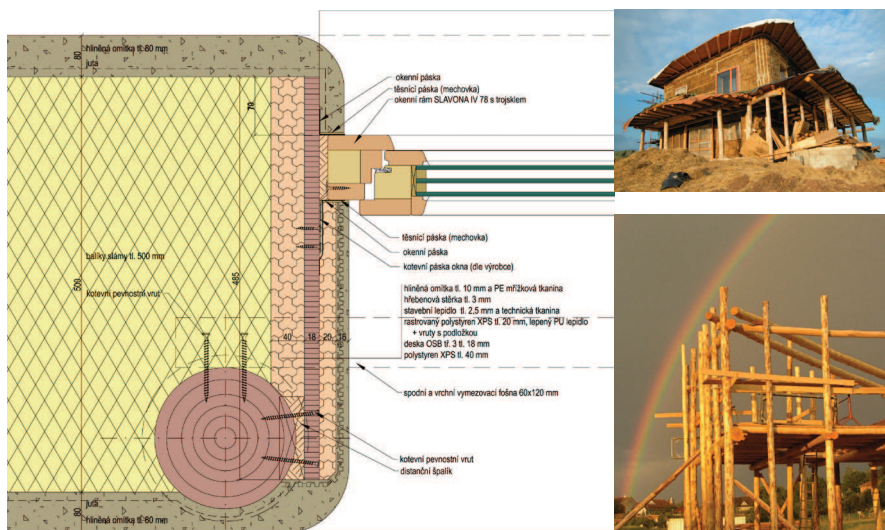 80
hliněná omítka tl. 80 mm
juta
70
okenní páska
těsnící páska (mechovka)
okenní rám SLAVONA IV 78 s trojsklem
těsnící páska (mechovka)
okenní páska
kotevní páska okna (dle výrobce)
balíky slámy tl. 500 mm
500
485
kotevní pevnostní vrut
hliněná omítka tl. 10 mm a PE mřížková tkanina
hřebenová stěrka tl. 3 mm
stavební lepidlo tl. 2,5 mm a technická tkanina
rastrovaný polystyren XPS tl. 20 mm, lepený PU lepidlo
+ vruty s podložkou
deska OSB tř. 3 tl. 18 mm
polystyren XPS tl. 40 mm
40 18 20 16
spodní a vrchní vymezovací fošna 60x120 mm
kotevní pevnostní vrut
distanční špalík
juta
80
hliněná omítka tl. 60 mm